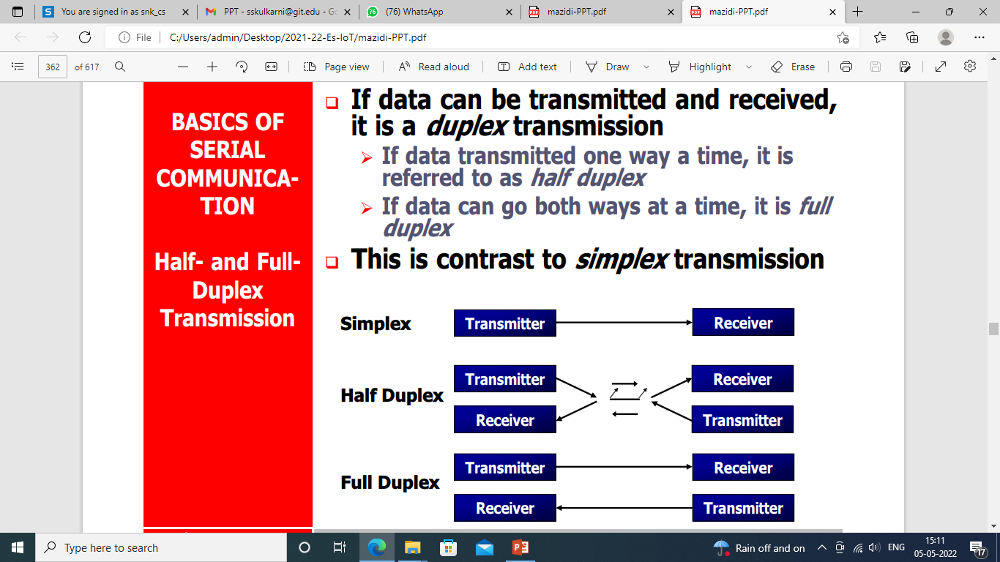 You are signed in as snk_cs
PPT - sskulkarni@git.edu - Go
(76) WhatsApp
mazidi-PPT.pdf
mazidi-PPT.pdf
File
C:/Users/admin/Desktop/2021-22-Es-IoT/mazidi-PPT.pdf
362 of 617
Page view
Read aloud
Add text
Draw
Highlight
Erase
BASICS OF
SERIAL
COMMUNICA-
TION
Half- and Full-
Duplex
Transmission
If data can be transmitted and received,
it is a duplex transmission
If data transmitted one way a time, it is
referred to as half duplex
If data can go both ways at a time, it is full
duplex
This is contrast to simplex transmission
Simplex
Transmitter
Receiver
Half Duplex
Transmitter
Receiver
Receiver
Transmitter
Full Duplex
Transmitter
Receiver
Receiver
Transmitter
Type here to search
Rain off and on
ENG
15:11
05-05-2022
17